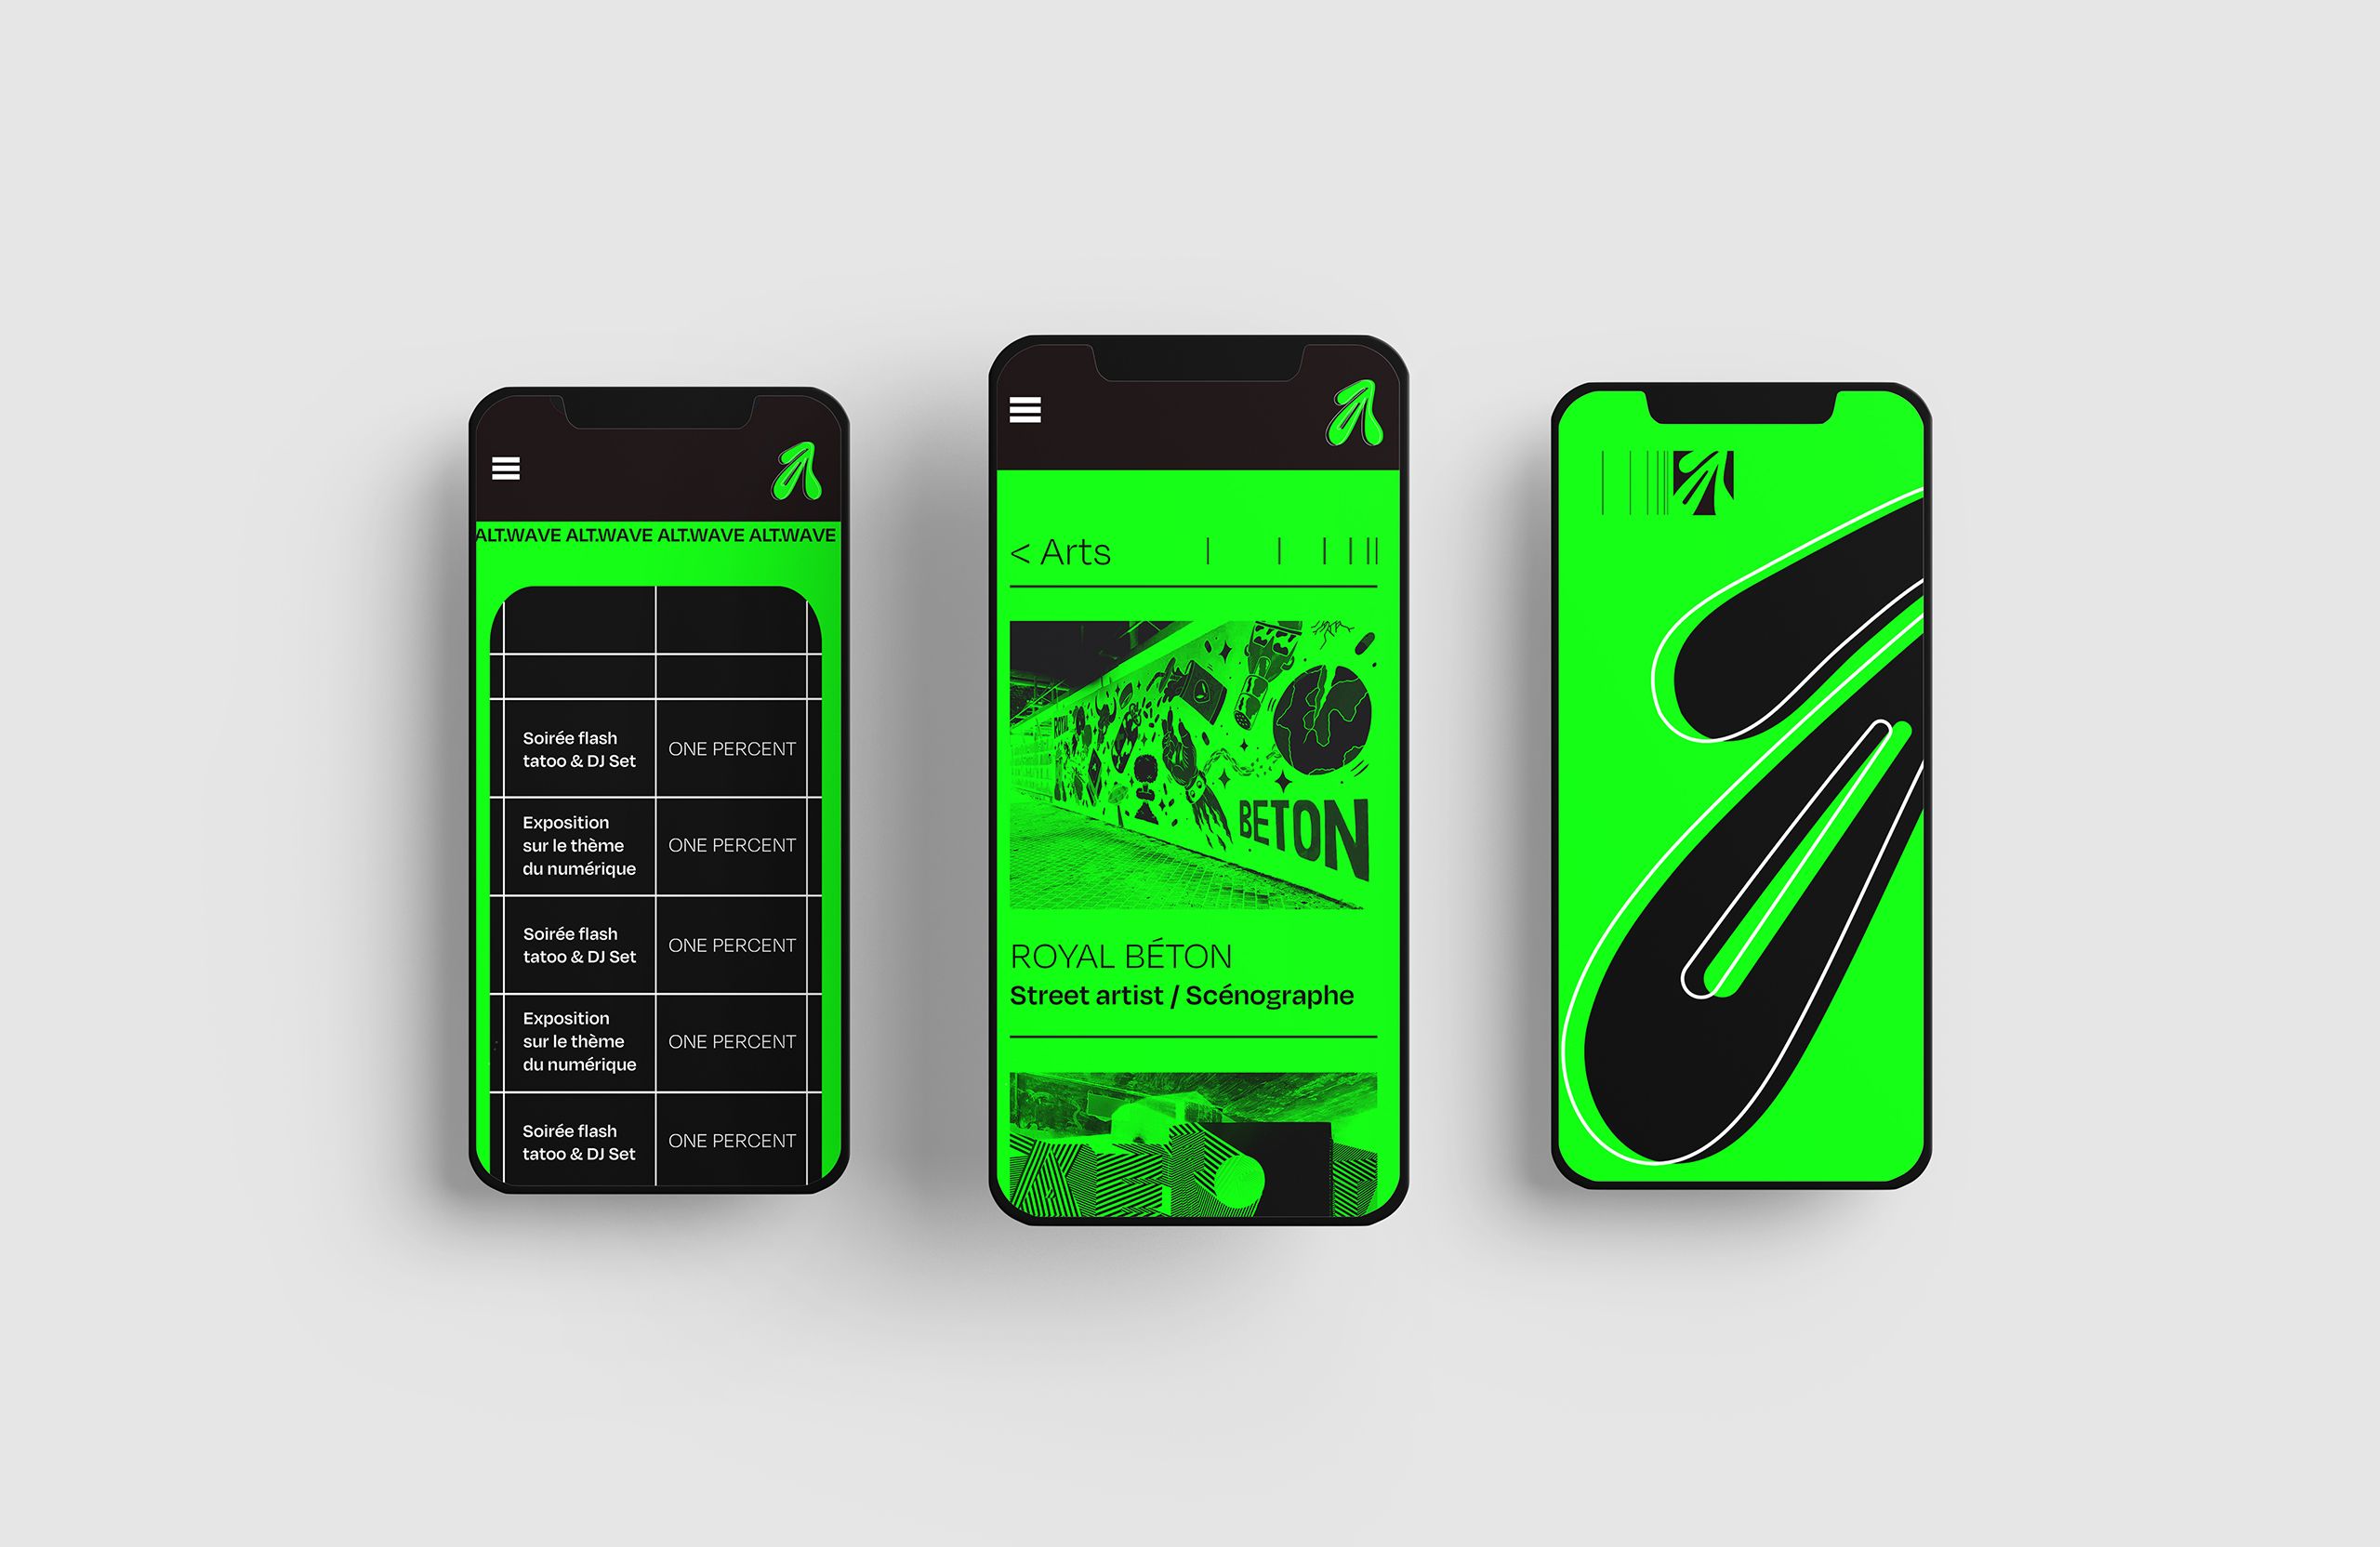 ALT.WAVE ALT.WAVE ALT.WAVE ALT.WAVE
Soirée flash
tatoo & DJ Set
ONE PERCENT
Exposition
sur le thème
du numérique
ONE PERCENT
Soirée flash
tatoo & DJ Set
ONE PERCENT
Exposition
sur le thème
du numérique
ONE PERCENT
Soirée flash
tatoo & DJ Set
ONE PERCENT
< Arts
ROYAL
BETON
ROYAL BÉTON
Street artist / Scénographe